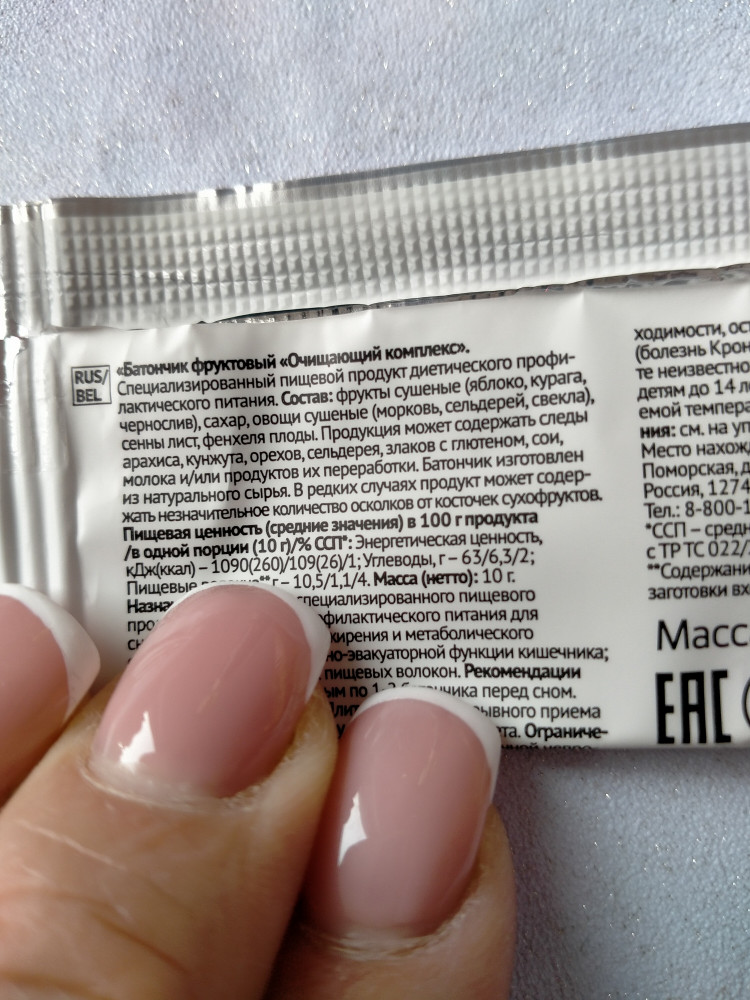 RUS/
BEL
«Батончик фруктовый «Очищающий комплекс».
Специализированный пищевой продукт диетического профи-
лактического питания. Состав: фрукты сушеные (яблоко, курага,
чернослив), сахар, овощи сушеные (морковь, сельдерей, свекла),
сенны лист, фенхеля плоды. Продукция может содержать следы
арахиса, кунжута, орехов, сельдерея, злаков с глютеном, сои,
молока и/или продуктов их переработки. Батончик изготовлен
из натурального сырья. В редких случаях продукт может содер-
жать незначительное количество осколков от косточек сухофруктов.
Пищевая ценность (средние значения) в 100 г продукта
/в одной порции (10 г)/% ССП*: Энергетическая ценность,
кДж(ккал) – 1090(260)/109(26)/1; Углеводы, г – 63/6,3/2;
Пищевые г – 10,5/1,1/4. Масса (нетто): 10 г.
специализированного пищевого
питания для
и метаболического
эвакуаторной функции кишечника;
пищевых волокон. Рекомендации
по 1-2 батончика перед сном.
приема
Ограниче-
ходимости, ост
(болезнь Крон
те неизвестно
детям до 14 ле
емой темпера
ния: см. на уп
Место нахожд
Поморская, д
Россия, 1274
Тел.: 8-800-1
*ССП – средн
с ТР ТС 022/2
**Содержани
заготовки вх
Масс
EAC